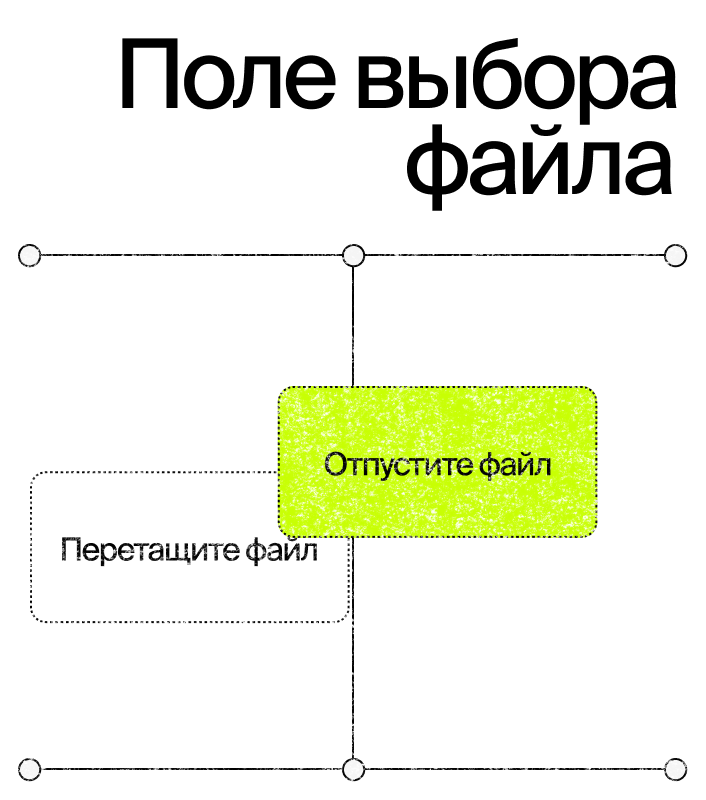 Поле выбора
файла
Отпустите файл
Перетащите файл